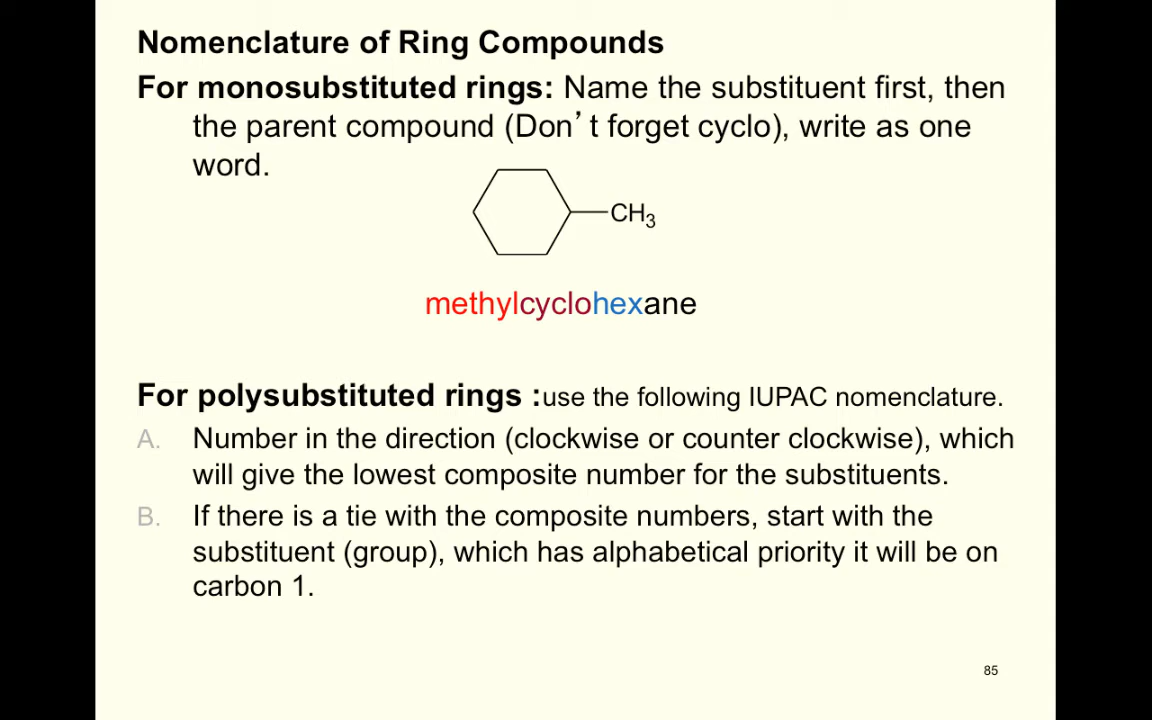 Nomenclature of Ring Compounds
For monosubstituted rings: Name the substituent first, then
the parent compound (Don’t forget cyclo), write as one
word.
CH₃
methylcyclohexane
For polysubstituted rings :use the following IUPAC nomenclature.
A. Number in the direction (clockwise or counter clockwise), which
will give the lowest composite number for the substituents.
B. If there is a tie with the composite numbers, start with the
substituent (group), which has alphabetical priority it will be on
carbon 1.
85